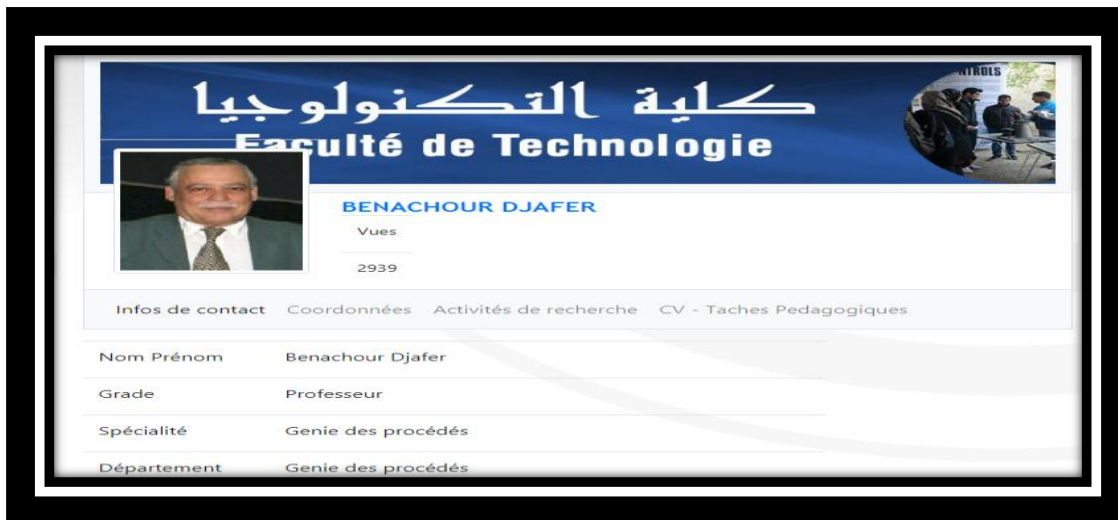 كلية التكنولوجيا
Faculté de Technologie
NTROLS
BENACHOUR DJAFER
Vues
2939
Infos de contact Coordonnées Activités de recherche CV - Taches Pedagogiques
Nom Prénom Benachour Djafer
Grade Professeur
Spécialité Genie des procédés
Département Genie des procédés